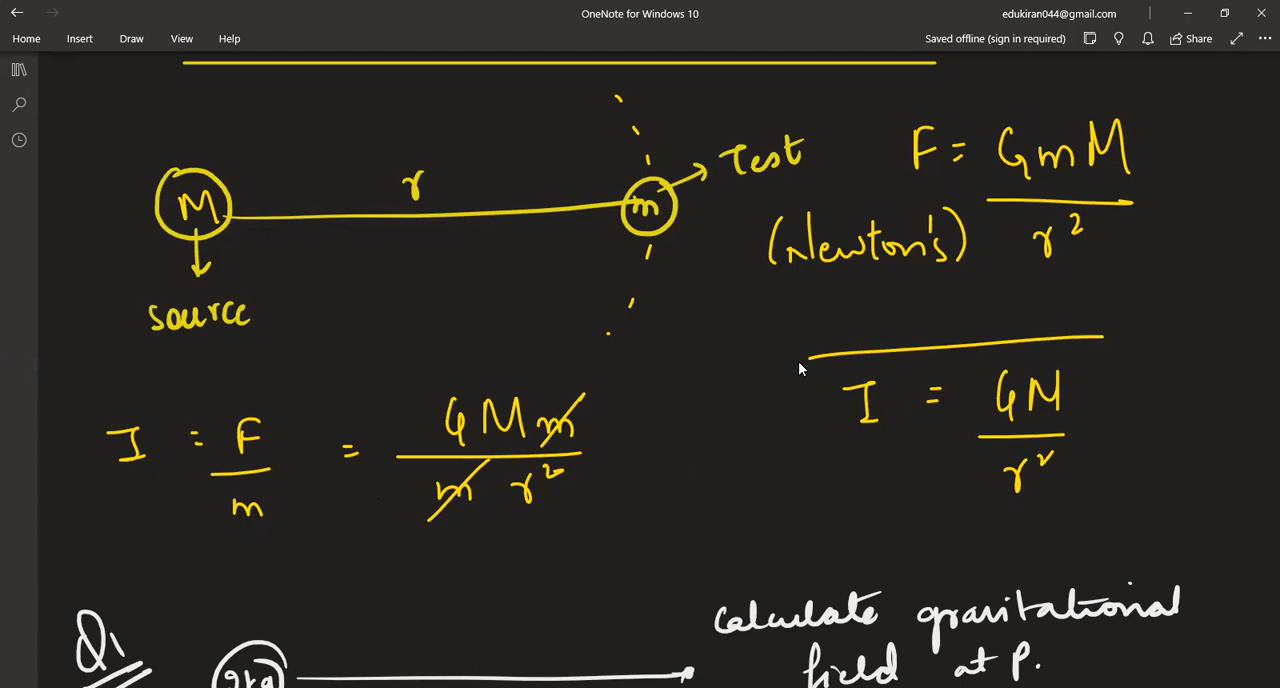 OneNote for Windows 10
edukiran044@gmail.com
Home Insert Draw View Help
Saved offline (sign in required)
Share
r
Test
M
m
source
F = GmM
r²
(Newton's)
I = F
m
= GMm
m r²
I = GM
r²
Q1
calculate gravitational
field at P.